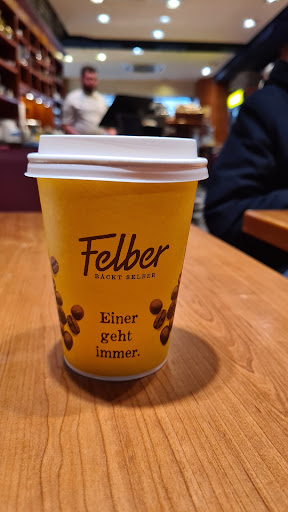 Felber
BÄCKT SELBER
Einer
geht
immer.